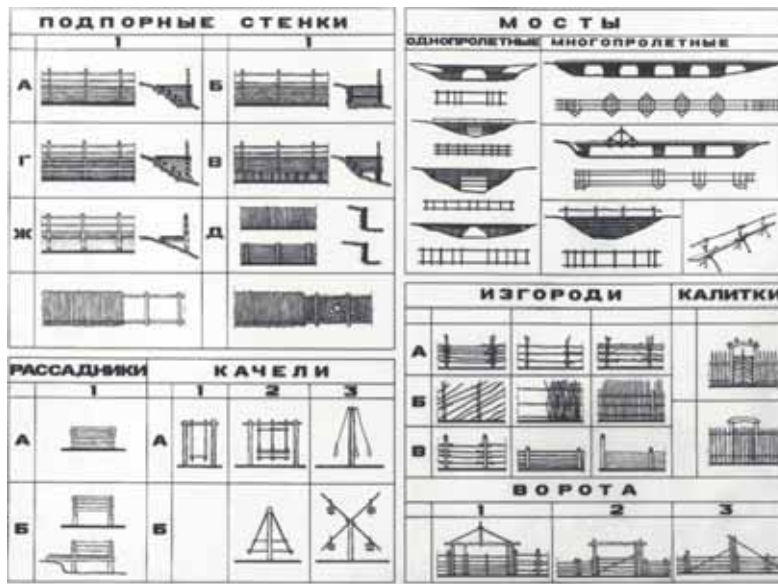 ПОДПОРНЫЕ СТЕНКИ
1 1
А Б
Г В
Ж Д
РАССАДНИКИ КАЧЕЛИ
1 1 2 3
А А
Б Б
МОСТЫ
ОДНОПРОЛЕТНЫЕ МНОГОПРОЛЕТНЫЕ
ИЗГОРОДИ КАЛИТКИ
А
Б
В
ВОРОТА
1 2 3